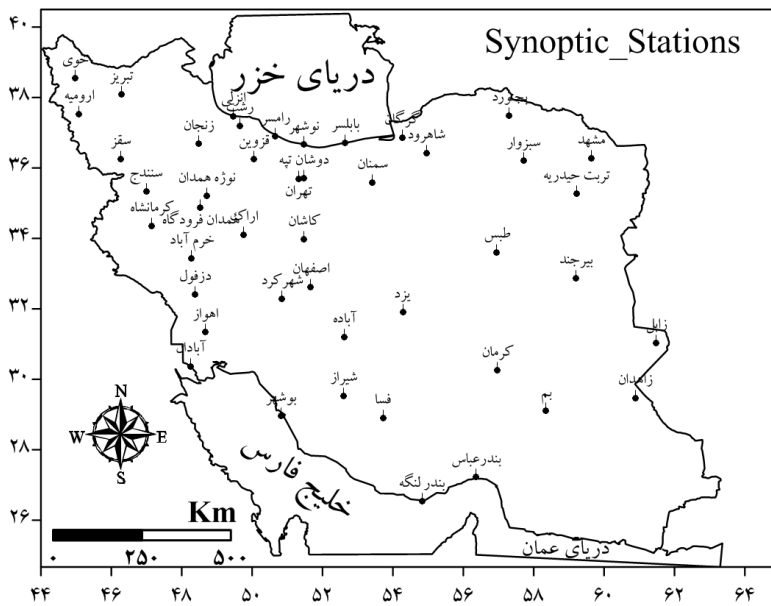 Synoptic_Stations
دریای خزر
خوی
تبریز
ارومیه
انزلی
رشت
رامسر
نوشهر
بابلسر
گرگان
بجنورد
شاهرود
سبزوار
مشهد
زنجان
قزوین
سقز
دوشان تپه
تهران
سمنان
تربت حیدریه
سنندج
نوژه همدان
همدان فرودگاه
کرمانشاه
اراک
خرم آباد
کاشان
طبس
بیرجند
دزفول
شهرکرد
اصفهان
یزد
اهواز
آباده
زابل
آبادان
کرمان
زاهدان
شیراز
فسا
بم
بوشهر
خلیج فارس
بندرعباس
بندر لنگه
دریای عمان
N
W
E
S
Km
۰ ۲۵۰ ۵۰۰
۴۰
۳۸
۳۶
۳۴
۳۲
۳۰
۲۸
۲۶
۴۴ ۴۶ ۴۸ ۵۰ ۵۲ ۵۴ ۵۶ ۵۸ ۶۰ ۶۲ ۶۴